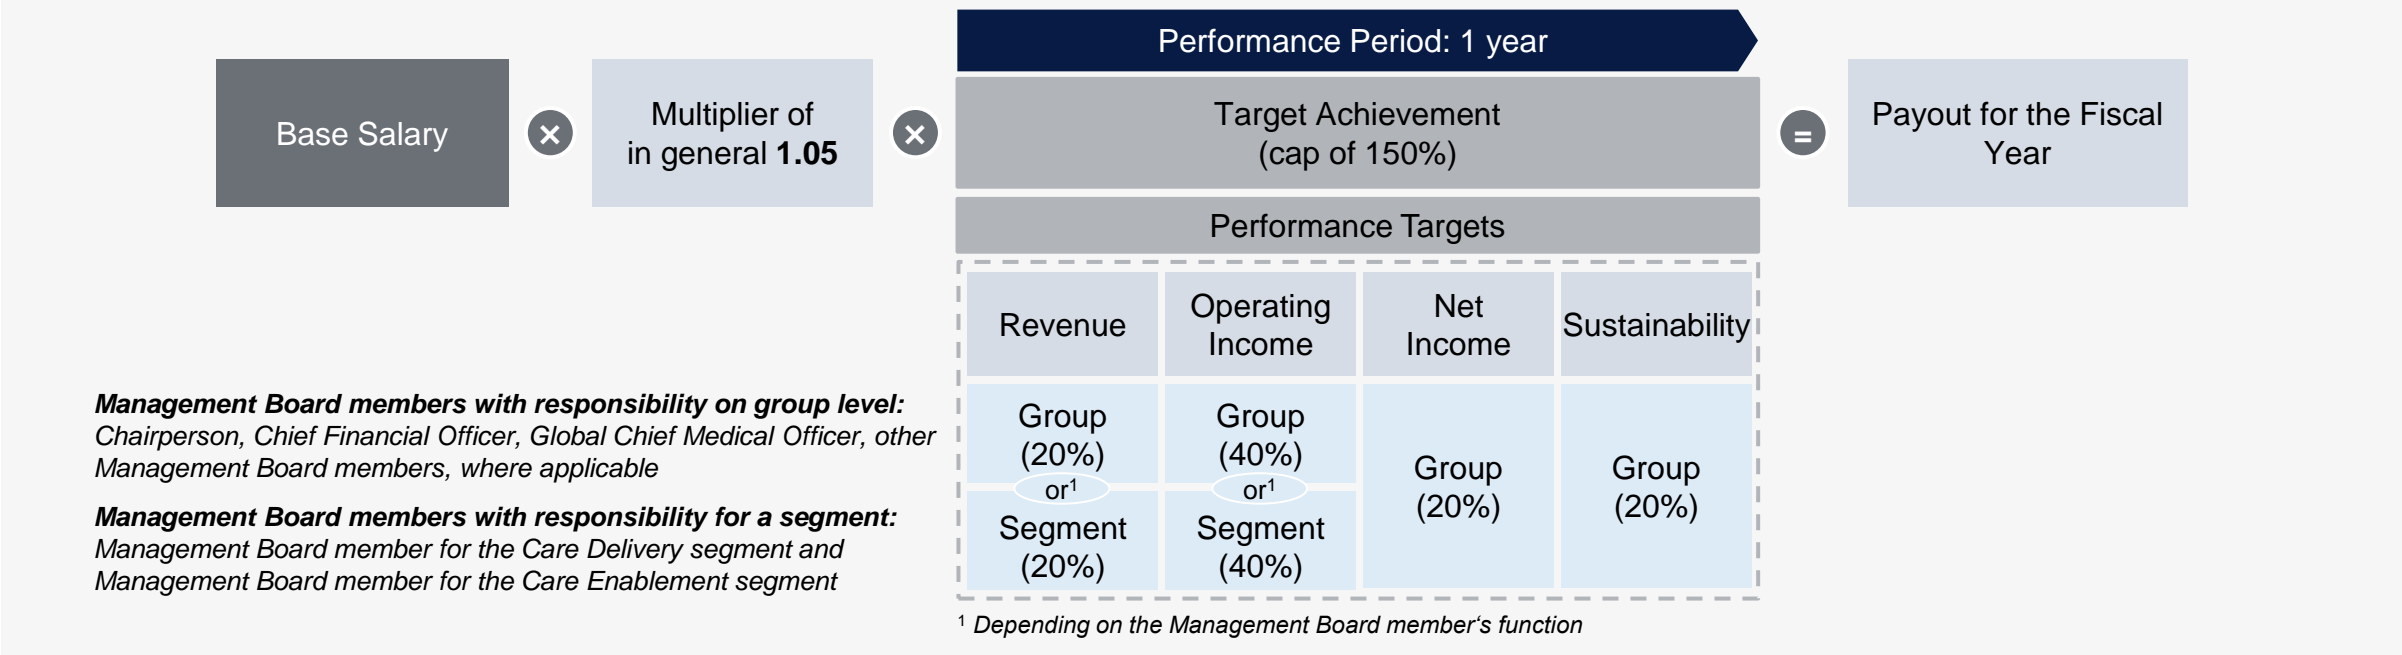 Performance Period: 1 year
Base Salary
×
Multiplier of
in general 1.05
×
Target Achievement
(cap of 150%)
=
Payout for the Fiscal
Year
Performance Targets
Revenue
Operating
Income
Net
Income
Sustainability
Management Board members with responsibility on group level:
Chairperson, Chief Financial Officer, Global Chief Medical Officer, other
Management Board members, where applicable
Management Board members with responsibility for a segment:
Management Board member for the Care Delivery segment and
Management Board member for the Care Enablement segment
Group
(20%)
or¹
Segment
(20%)
Group
(40%)
or¹
Segment
(40%)
Group
(20%)
Group
(20%)
¹ Depending on the Management Board member‘s function